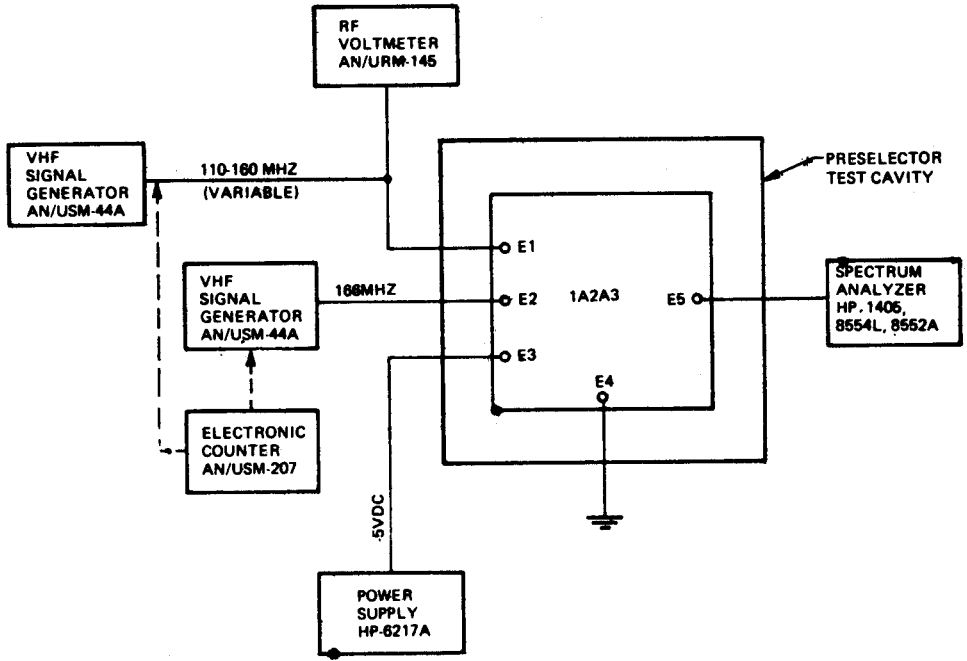 RF
VOLTMETER
AN/URM-145
VHF
SIGNAL
GENERATOR
AN/USM-44A
110-160 MHZ
(VARIABLE)
PRESELECTOR
TEST CAVITY
E1
VHF
SIGNAL
GENERATOR
AN/USM-44A
166MHZ
E2
1A2A3
E5
SPECTRUM
ANALYZER
HP. 1405,
8554L, 8552A
E3
E4
ELECTRONIC
COUNTER
AN/USM-207
-5VDC
POWER
SUPPLY
HP-6217A